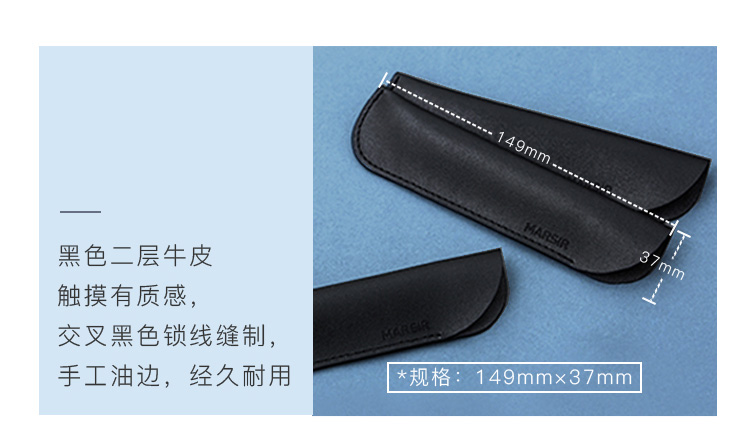 黑色二层牛皮
触摸有质感，
交叉黑色锁线缝制，
手工油边，经久耐用
149mm
MARSIR
37mm
MARSIR
*规格：149mm×37mm